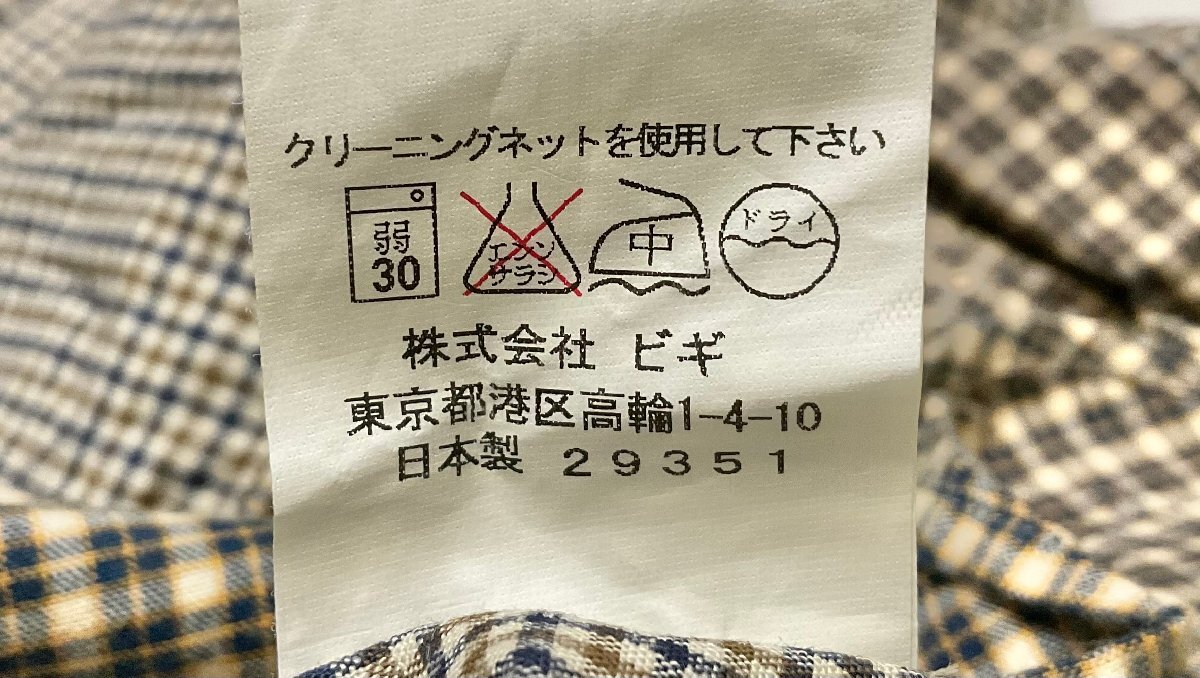 クリーニングネットを使用して下さい
弱 30 エンソ サラシ 中 ドライ
株式会社 ビギ
東京都港区高輪1-4-10
日本製 29351